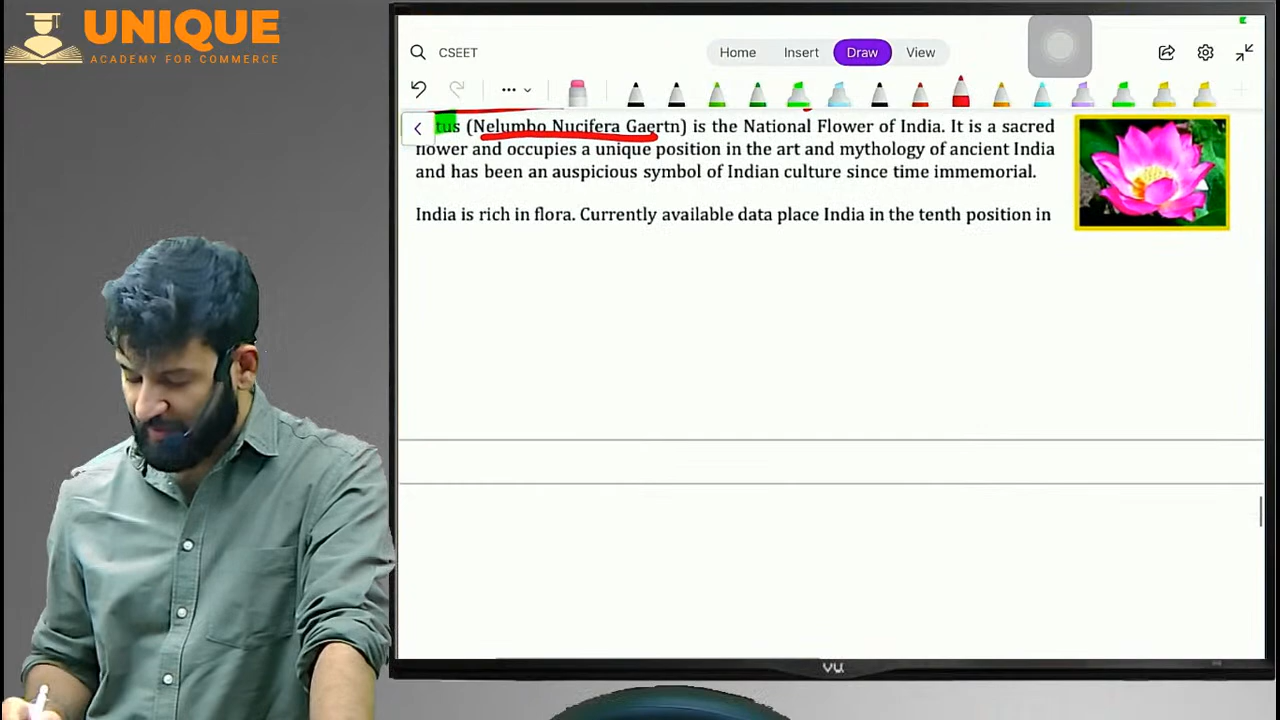 UNIQUE
ACADEMY FOR COMMERCE
CSEET
Home Insert Draw View
(Nelumbo Nucifera Gaertn) is the National Flower of India. It is a sacred
flower and occupies a unique position in the art and mythology of ancient India
and has been an auspicious symbol of Indian culture since time immemorial.
India is rich in flora. Currently available data place India in the tenth position in
vu